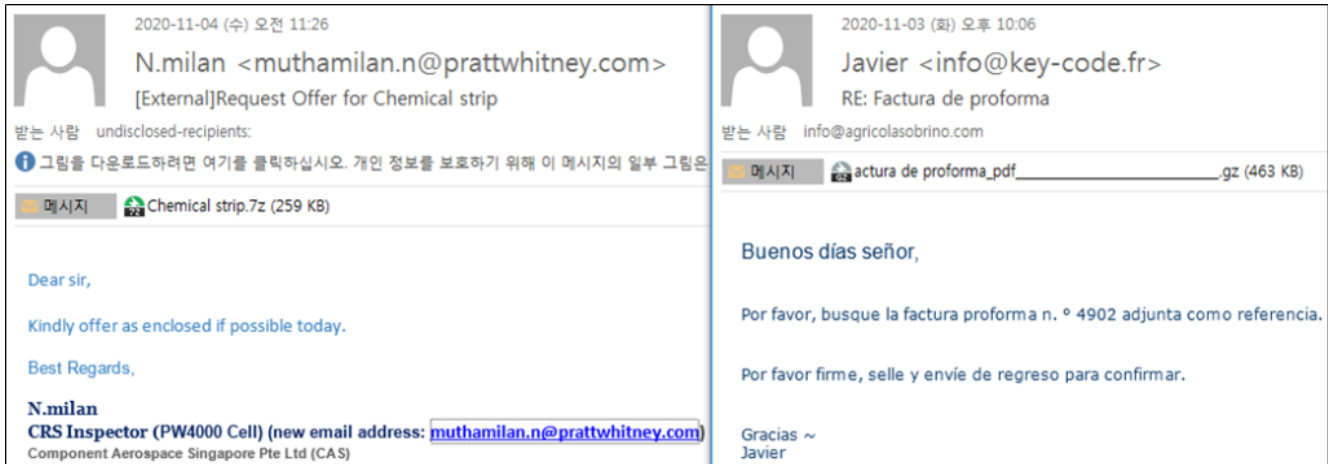 2020-11-04 (수) 오전 11:26
N.milan <muthamilan.n@prattwhitney.com>
[External]Request Offer for Chemical strip
받는 사람 undisclosed-recipients:
그림을 다운로드하려면 여기를 클릭하십시오. 개인 정보를 보호하기 위해 이 메시지의 일부 그림은
메시지 Chemical strip.7z (259 KB)
Dear sir,
Kindly offer as enclosed if possible today.
Best Regards,
N.milan
CRS Inspector (PW4000 Cell) (new email address: muthamilan.n@prattwhitney.com)
Component Aerospace Singapore Pte Ltd (CAS)
2020-11-03 (화) 오후 10:06
Javier <info@key-code.fr>
RE: Factura de proforma
받는 사람 info@agricolasobrino.com
메시지 actura de proforma_pdf______________________________.gz (463 KB)
Buenos días señor,
Por favor, busque la factura proforma n. º 4902 adjunta como referencia.
Por favor firme, selle y envíe de regreso para confirmar.
Gracias ~
Javier